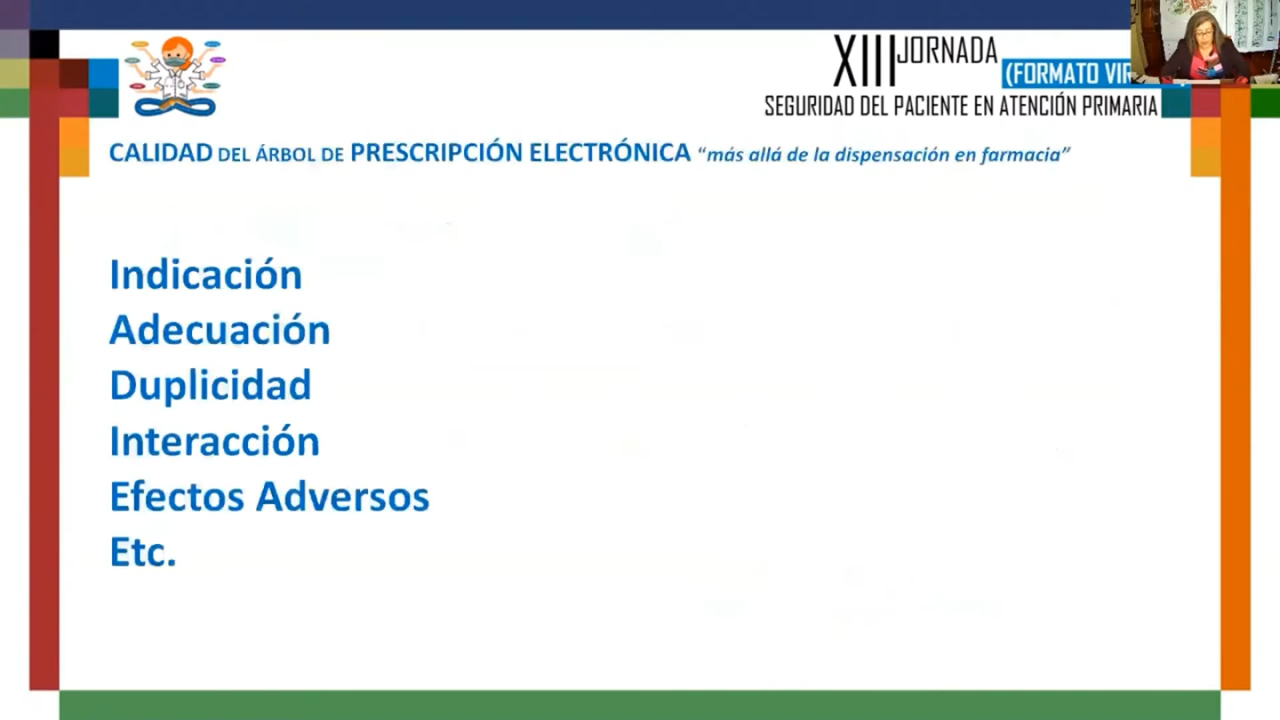 XIII JORNADA
(FORMATO
SEGURIDAD DEL PACIENTE EN ATENCIÓN PRIMARIA
CALIDAD DEL ÁRBOL DE PRESCRIPCIÓN ELECTRÓNICA “más allá de la dispensación en farmacia”
Indicación
Adecuación
Duplicidad
Interacción
Efectos Adversos
Etc.